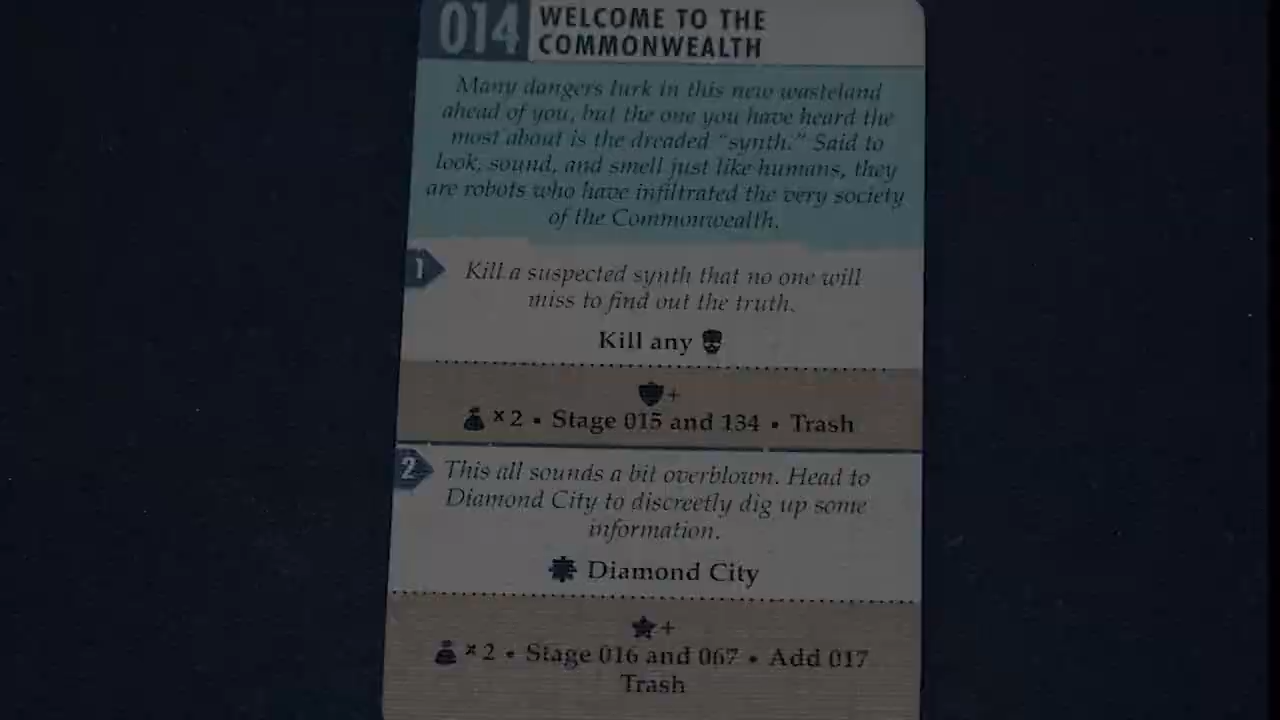 014 WELCOME TO THE
COMMONWEALTH
Many dangers lurk in this new wasteland
ahead of you, but the one you have heard the
most about is the dreaded “synth.” Said to
look, sound, and smell just like humans, they
are robots who have infiltrated the very society
of the Commonwealth.
1 Kill a suspected synth that no one will
miss to find out the truth.
Kill any
+
× 2 • Stage 015 and 134 • Trash
2 This all sounds a bit overblown. Head to
Diamond City to discreetly dig up some
information.
Diamond City
+
× 2 • Stage 016 and 067 • Add 017
Trash